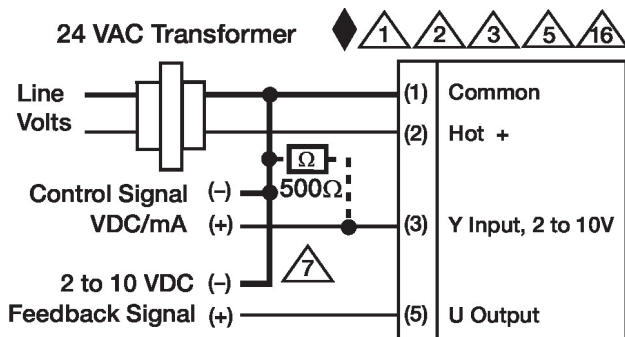 24 VAC Transformer
1 2 3 5 16
Line
Volts
(1) Common
(2) Hot +
Ω
500Ω
Control Signal (–)
VDC/mA (+)
(3) Y Input, 2 to 10V
7
2 to 10 VDC (–)
Feedback Signal (+)
(5) U Output